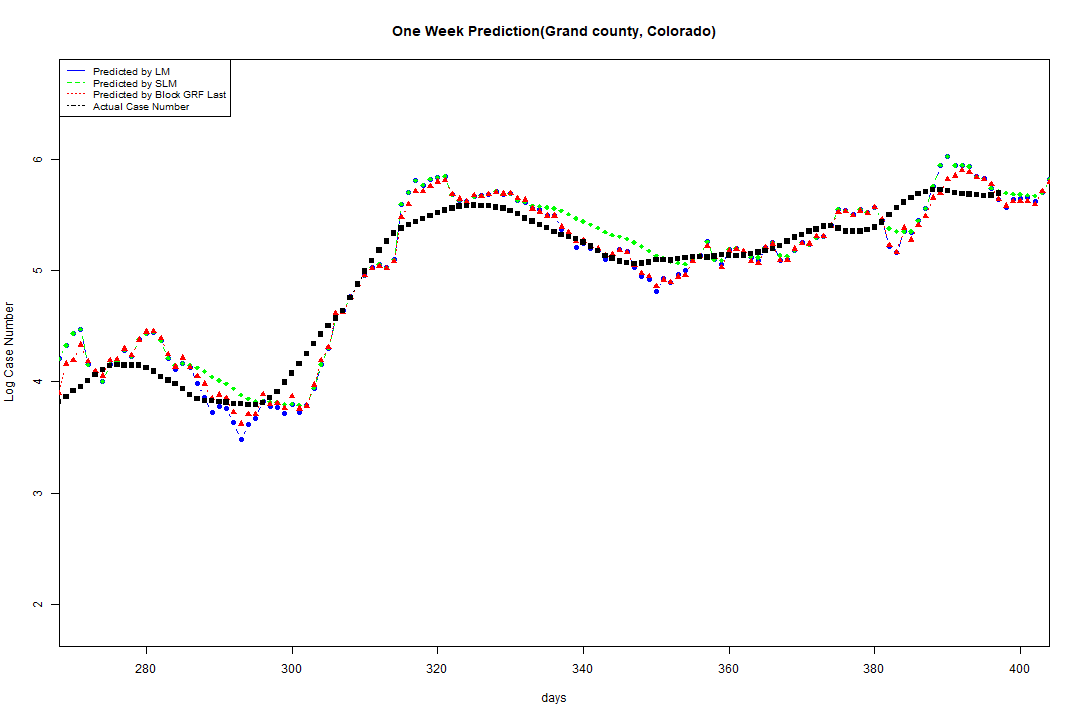 One Week Prediction(Grand county, Colorado)
Predicted by LM
Predicted by SLM
Predicted by Block GRF Last
Actual Case Number
6
5
4
3
2
Log Case Number
280 300 320 340 360 380 400
days